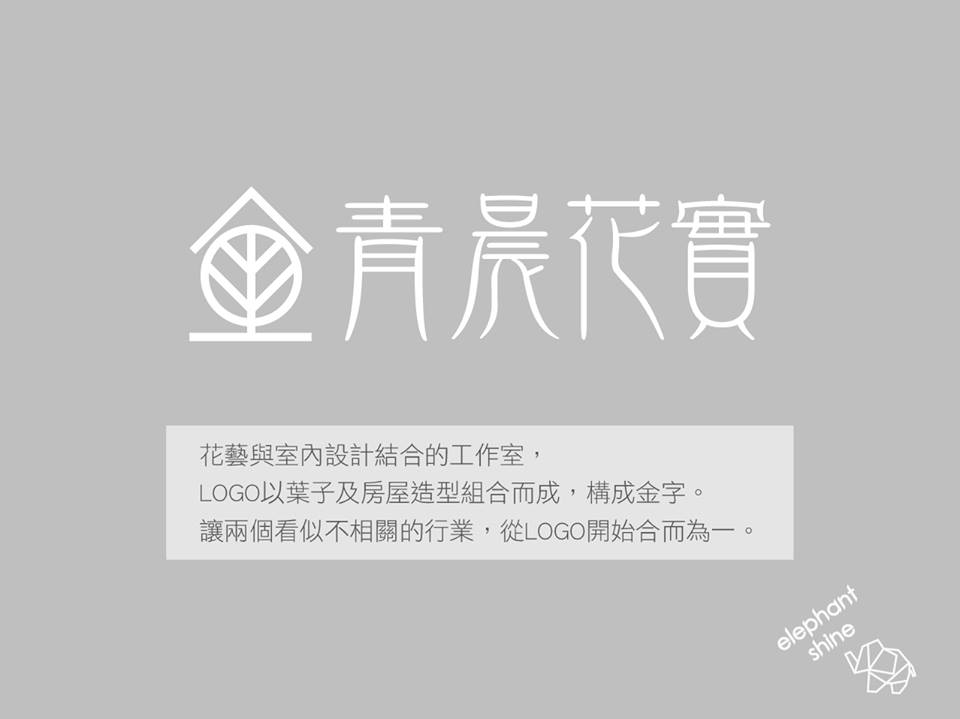 金青晨花實
花藝與室內設計結合的工作室，
LOGO以葉子及房屋造型組合而成，構成金字。
讓兩個看似不相關的行業，從LOGO開始合而為一。
elephant
shine